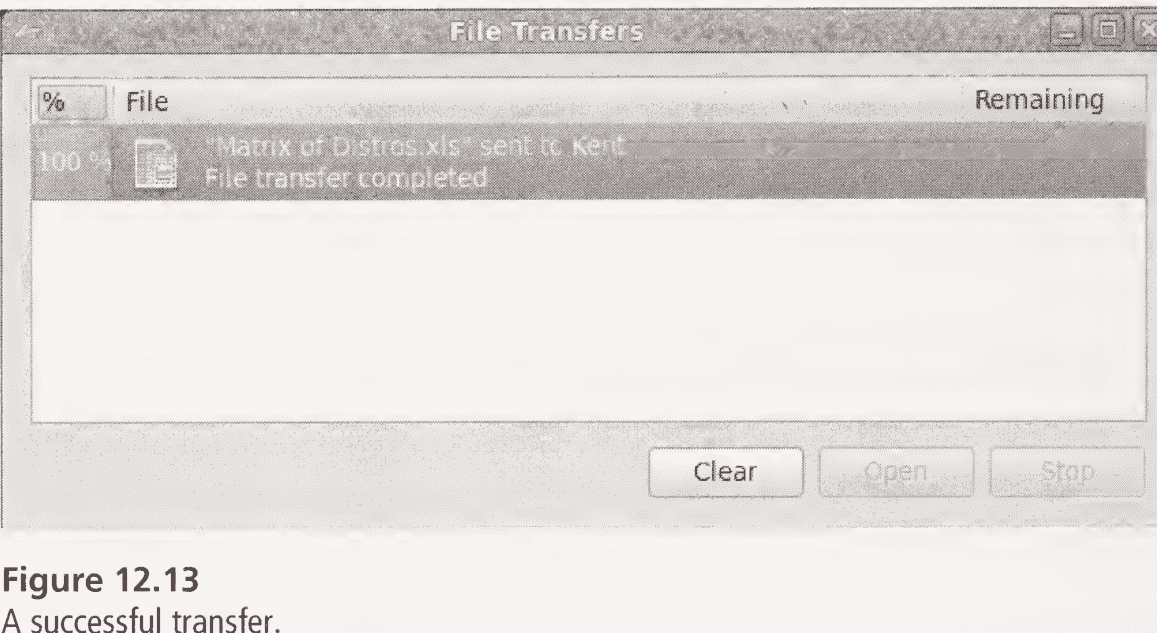 File Transfers
% File Remaining
100 % "Matrix of Distros.xls" sent to Kent
File transfer completed
Clear Open Stop
Figure 12.13
A successful transfer.